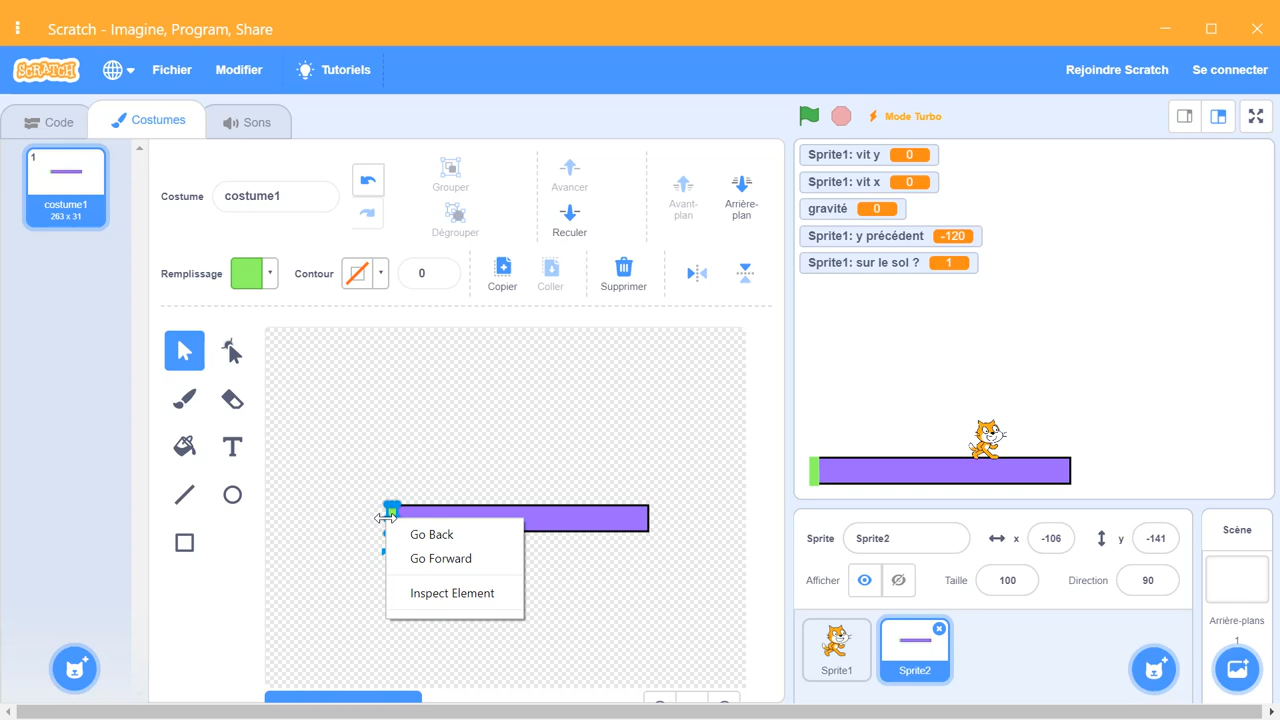 Scratch - Imagine, Program, Share
SCRATCH
Fichier
Modifier
Tutoriels
Rejoindre Scratch
Se connecter
Code
Costumes
Sons
Mode Turbo
1
costume1
263 x 31
Costume
costume1
Grouper
Dégrouper
Avancer
Reculer
Avant-
plan
Arrière-
plan
Remplissage
Contour
0
Copier
Coller
Supprimer
T
Go Back
Go Forward
Inspect Element
Sprite1: vit y 0
Sprite1: vit x 0
gravité 0
Sprite1: y précédent -120
Sprite1: sur le sol ? 1
Sprite
Sprite2
x
-106
y
-141
Afficher
Taille
100
Direction
90
Sprite1
Sprite2
Scène
Arrière-plans
1